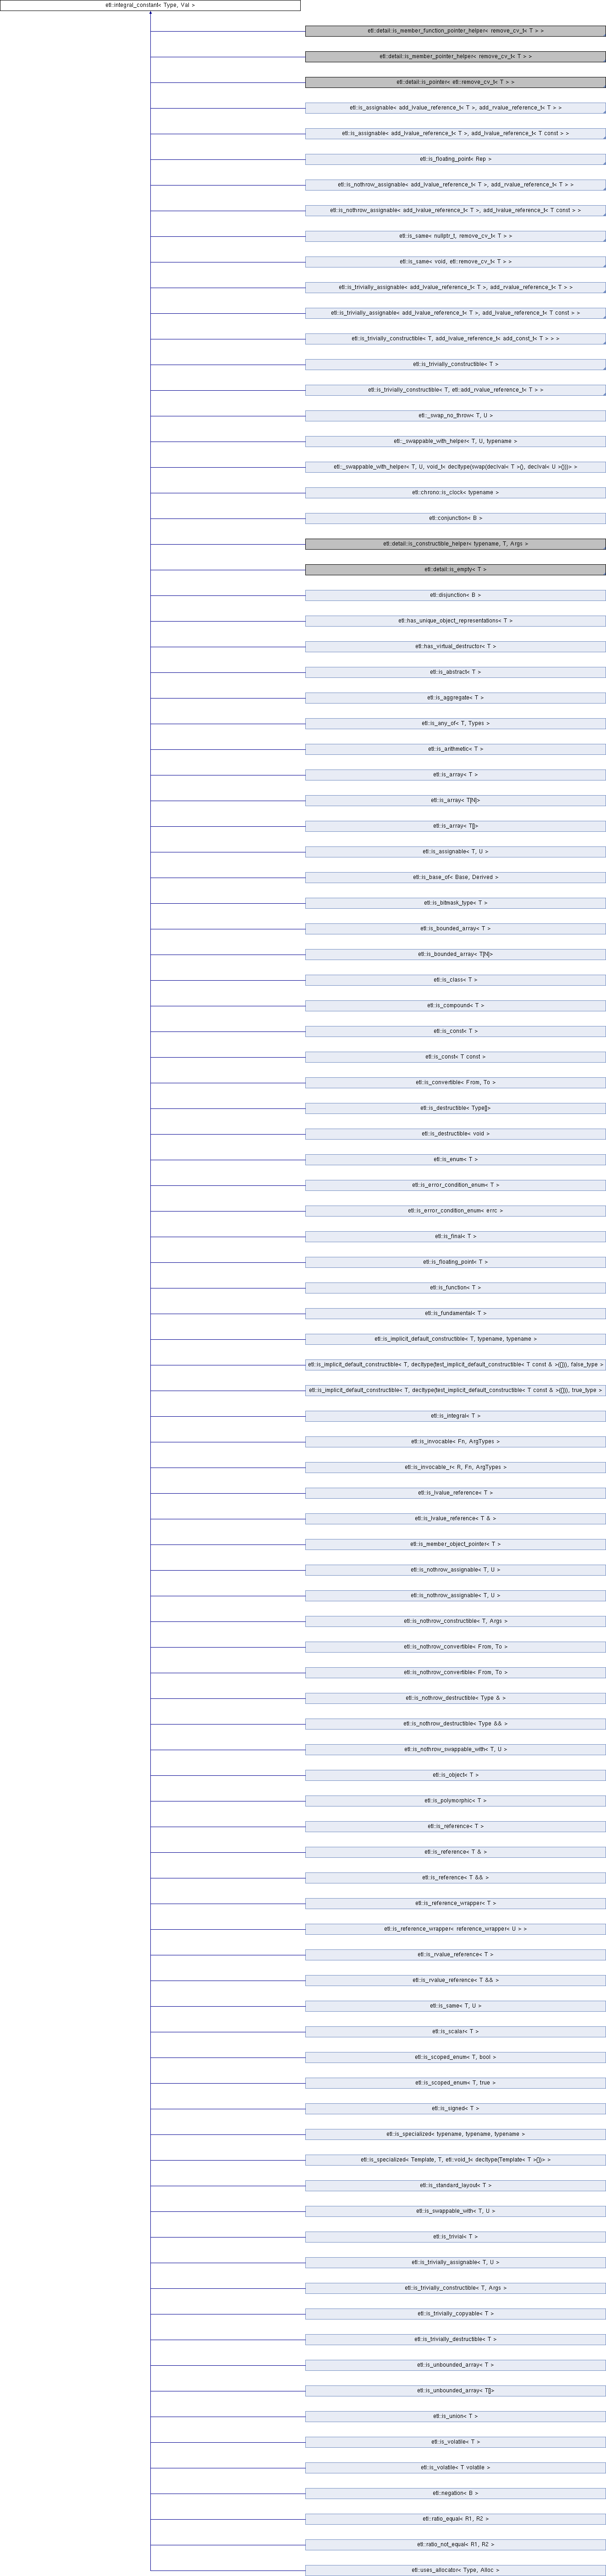 etl::integral_constant< Type, Val >
etl::detail::is_member_function_pointer_helper< remove_cv_t< T > >
etl::detail::is_member_pointer_helper< remove_cv_t< T > >
etl::detail::is_pointer< etl::remove_cv_t< T > >
etl::is_assignable< add_lvalue_reference_t< T >, add_rvalue_reference_t< T > >
etl::is_assignable< add_lvalue_reference_t< T >, add_lvalue_reference_t< T const > >
etl::is_floating_point< Rep >
etl::is_nothrow_assignable< add_lvalue_reference_t< T >, add_rvalue_reference_t< T > >
etl::is_nothrow_assignable< add_lvalue_reference_t< T >, add_lvalue_reference_t< T const > >
etl::is_same< nullptr_t, remove_cv_t< T > >
etl::is_same< void, etl::remove_cv_t< T > >
etl::is_trivially_assignable< add_lvalue_reference_t< T >, add_rvalue_reference_t< T > >
etl::is_trivially_assignable< add_lvalue_reference_t< T >, add_lvalue_reference_t< T const > >
etl::is_trivially_constructible< T, add_lvalue_reference_t< add_const_t< T > > >
etl::is_trivially_constructible< T >
etl::is_trivially_constructible< T, etl::add_rvalue_reference_t< T > >
etl::_swap_no_throw< T, U >
etl::_swappable_with_helper< T, U, typename >
etl::_swappable_with_helper< T, U, void_t< decltype(swap(declval< T >(), declval< U >()))> >
etl::chrono::is_clock< typename >
etl::conjunction< B >
etl::detail::is_constructible_helper< typename, T, Args >
etl::detail::is_empty< T >
etl::disjunction< B >
etl::has_unique_object_representations< T >
etl::has_virtual_destructor< T >
etl::is_abstract< T >
etl::is_aggregate< T >
etl::is_any_of< T, Types >
etl::is_arithmetic< T >
etl::is_array< T >
etl::is_array< T[N]>
etl::is_array< T[]>
etl::is_assignable< T, U >
etl::is_base_of< Base, Derived >
etl::is_bitmask_type< T >
etl::is_bounded_array< T >
etl::is_bounded_array< T[N]>
etl::is_class< T >
etl::is_compound< T >
etl::is_const< T >
etl::is_const< T const >
etl::is_convertible< From, To >
etl::is_destructible< Type[]>
etl::is_destructible< void >
etl::is_enum< T >
etl::is_error_condition_enum< T >
etl::is_error_condition_enum< errc >
etl::is_final< T >
etl::is_floating_point< T >
etl::is_function< T >
etl::is_fundamental< T >
etl::is_implicit_default_constructible< T, typename, typename >
etl::is_implicit_default_constructible< T, decltype(test_implicit_default_constructible< T const & >({})), false_type >
etl::is_implicit_default_constructible< T, decltype(test_implicit_default_constructible< T const & >({})), true_type >
etl::is_integral< T >
etl::is_invocable< Fn, ArgTypes >
etl::is_invocable_r< R, Fn, ArgTypes >
etl::is_lvalue_reference< T >
etl::is_lvalue_reference< T & >
etl::is_member_object_pointer< T >
etl::is_nothrow_assignable< T, U >
etl::is_nothrow_assignable< T, U >
etl::is_nothrow_constructible< T, Args >
etl::is_nothrow_convertible< From, To >
etl::is_nothrow_convertible< From, To >
etl::is_nothrow_destructible< Type & >
etl::is_nothrow_destructible< Type && >
etl::is_nothrow_swappable_with< T, U >
etl::is_object< T >
etl::is_polymorphic< T >
etl::is_reference< T >
etl::is_reference< T & >
etl::is_reference< T && >
etl::is_reference_wrapper< T >
etl::is_reference_wrapper< reference_wrapper< U > >
etl::is_rvalue_reference< T >
etl::is_rvalue_reference< T && >
etl::is_same< T, U >
etl::is_scalar< T >
etl::is_scoped_enum< T, bool >
etl::is_scoped_enum< T, true >
etl::is_signed< T >
etl::is_specialized< typename, typename, typename >
etl::is_specialized< Template, T, etl::void_t< decltype(Template< T >{})> >
etl::is_standard_layout< T >
etl::is_swappable_with< T, U >
etl::is_trivial< T >
etl::is_trivially_assignable< T, U >
etl::is_trivially_constructible< T, Args >
etl::is_trivially_copyable< T >
etl::is_trivially_destructible< T >
etl::is_unbounded_array< T >
etl::is_unbounded_array< T[]>
etl::is_union< T >
etl::is_volatile< T >
etl::is_volatile< T volatile >
etl::negation< B >
etl::ratio_equal< R1, R2 >
etl::ratio_not_equal< R1, R2 >
etl::uses_allocator< Type, Alloc >